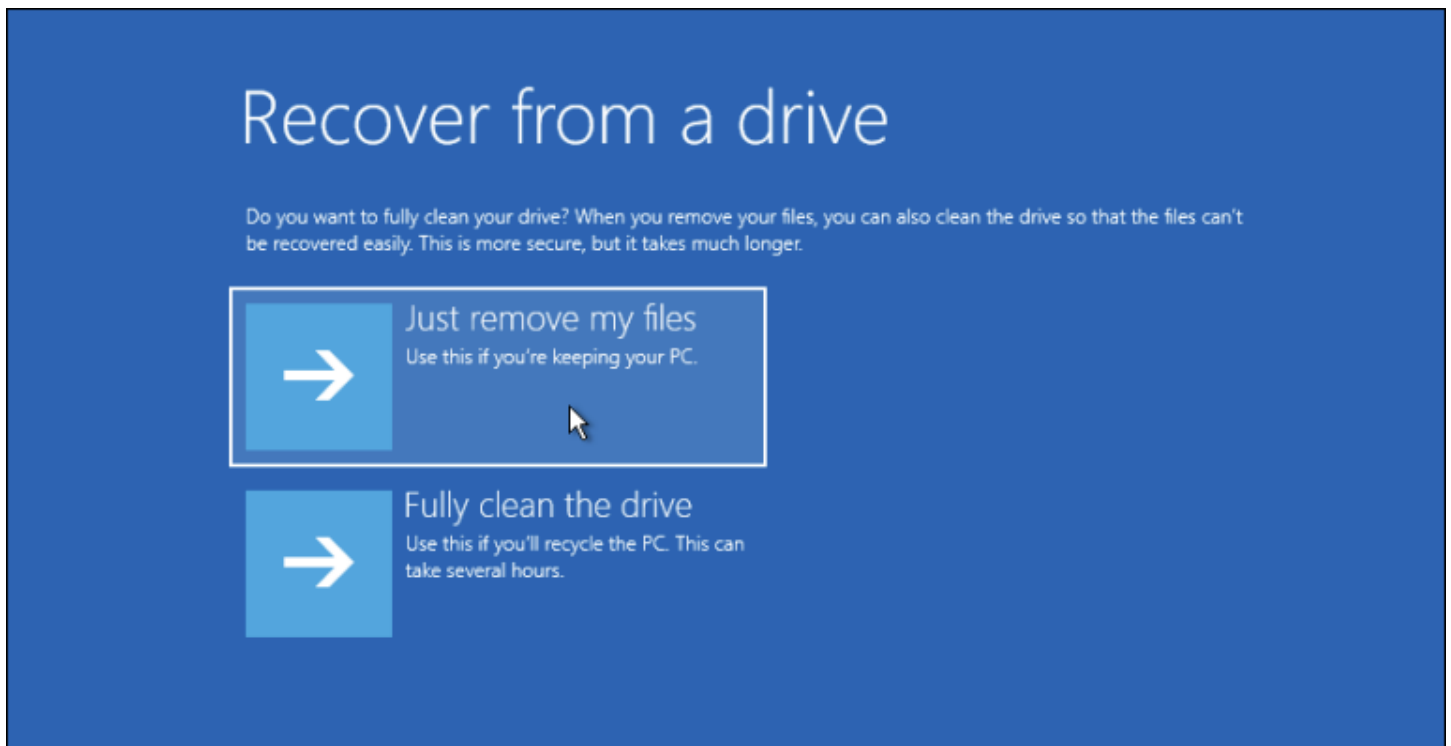 Recover from a drive
Do you want to fully clean your drive? When you remove your files, you can also clean the drive so that the files can't
be recovered easily. This is more secure, but it takes much longer.
Just remove my files
Use this if you're keeping your PC.
Fully clean the drive
Use this if you'll recycle the PC. This can
take several hours.